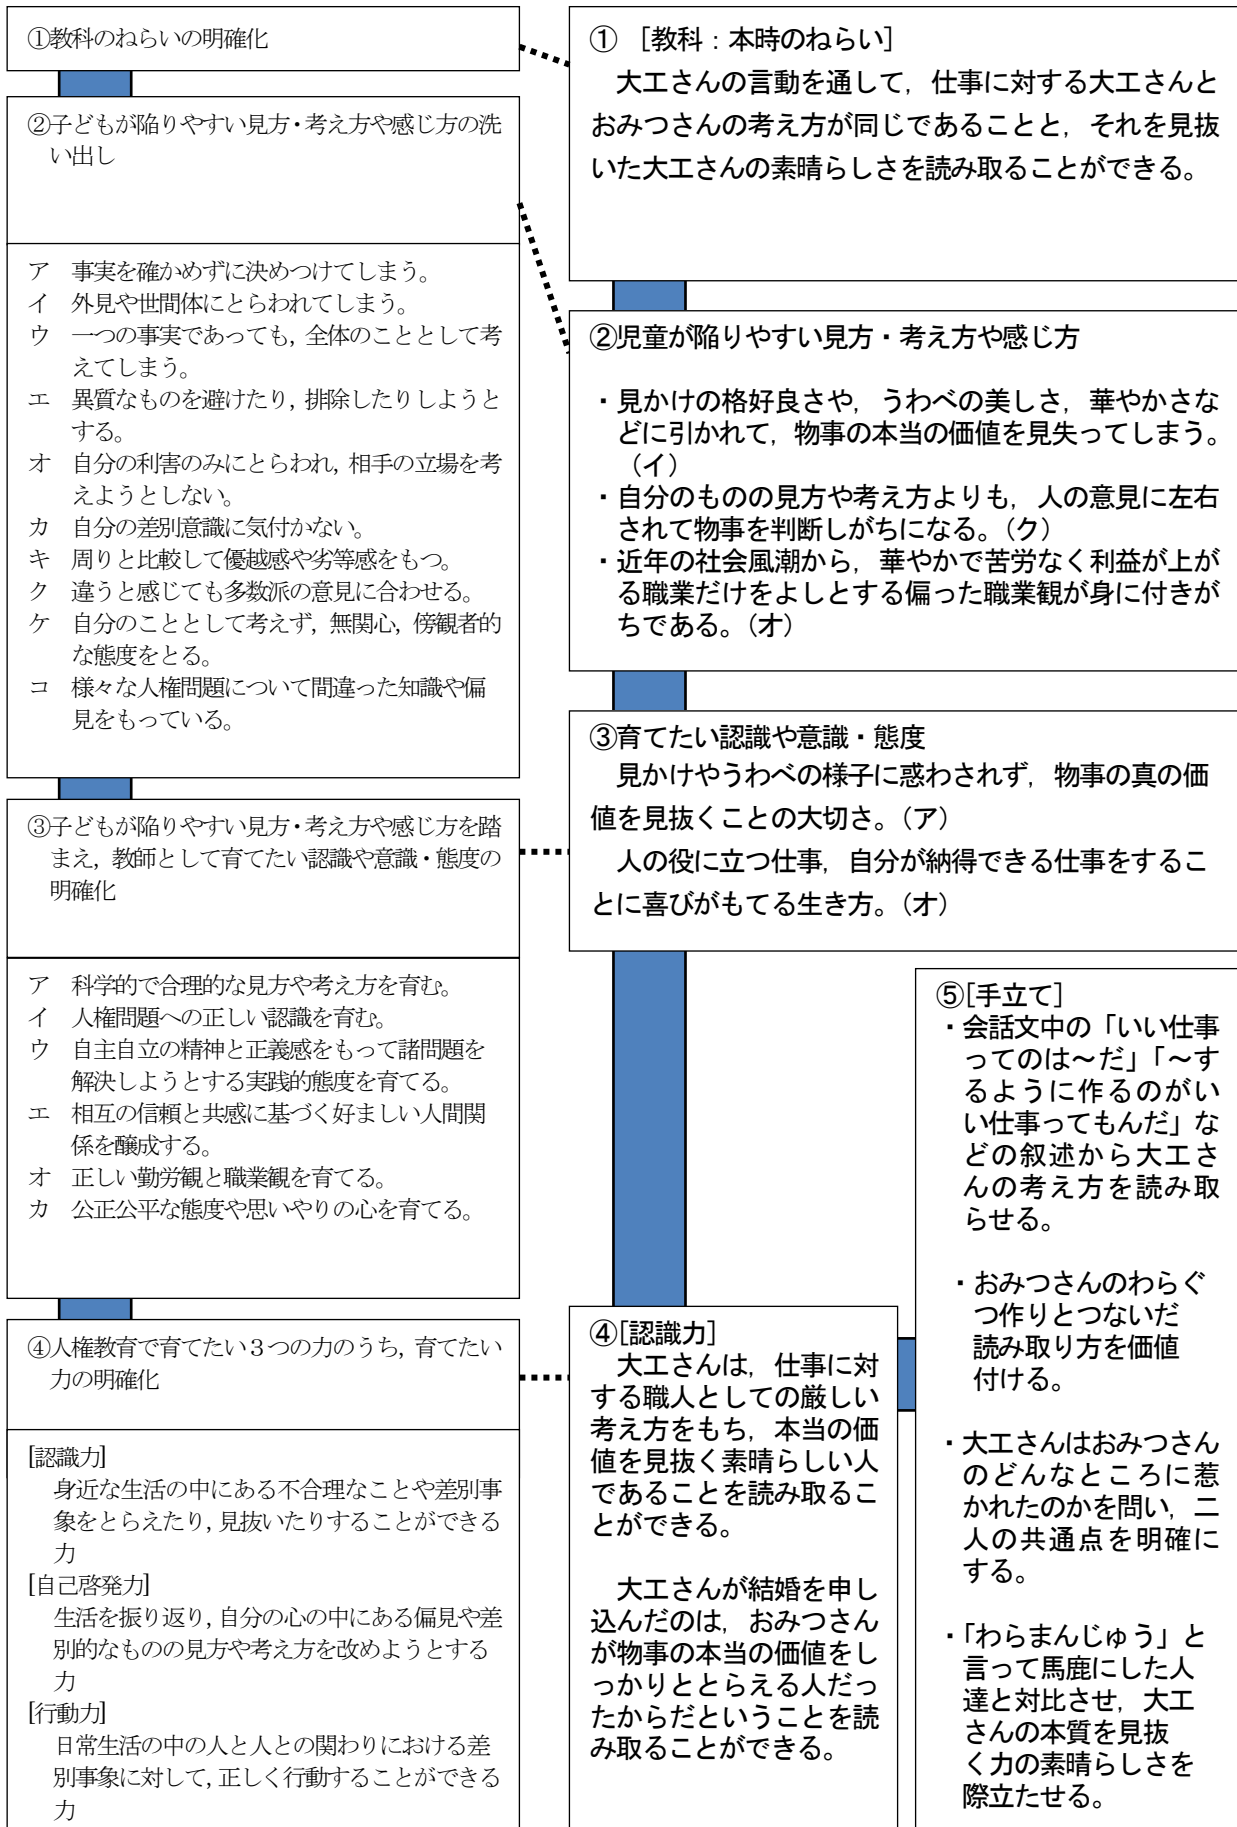 ①教科のねらいの明確化
②子どもが陥りやすい見方・考え方や感じ方の洗
い出し
ア　事実を確かめずに決めつけてしまう。
イ　外見や世間体にとらわれてしまう。
ウ　一つの事実であっても，全体のこととして考
えてしまう。
エ　異質なものを避けたり，排除したりしようと
する。
オ　自分の利害のみにとらわれ，相手の立場を考
えようとしない。
カ　自分の差別意識に気付かない。
キ　周りと比較して優越感や劣等感をもつ。
ク　違うと感じても多数派の意見に合わせる。
ケ　自分のこととして考えず，無関心，傍観者的
な態度をとる。
コ　様々な人権問題について間違った知識や偏
見をもっている。
③子どもが陥りやすい見方・考え方や感じ方を踏
まえ，教師として育てたい認識や意識・態度の
明確化
ア　科学的で合理的な見方や考え方を育む。
イ　人権問題への正しい認識を育む。
ウ　自主自立の精神と正義感をもって諸問題を
解決しようとする実践的態度を育てる。
エ　相互の信頼と共感に基づく好ましい人間関
係を醸成する。
オ　正しい勤労観と職業観を育てる。
カ　公正公平な態度や思いやりの心を育てる。
④人権教育で育てたい３つの力のうち，育てたい
力の明確化
[認識力]
身近な生活の中にある不合理なことや差別事
象をとらえたり，見抜いたりすることができる
力
[自己啓発力]
生活を振り返り，自分の心の中にある偏見や差
別的なものの見方や考え方を改めようとする
力
[行動力]
日常生活の中の人と人との関わりにおける差
別事象に対して，正しく行動することができる
力
①　[教科：本時のねらい]
大工さんの言動を通して，仕事に対する大工さんと
おみつさんの考え方が同じであることと，それを見抜
いた大工さんの素晴らしさを読み取ることができる。
②児童が陥りやすい見方・考え方や感じ方
・見かけの格好良さや，うわべの美しさ，華やかさな
どに引かれて，物事の本当の価値を見失ってしまう。
（イ）
・自分のものの見方や考え方よりも，人の意見に左右
されて物事を判断しがちになる。（ク）
・近年の社会風潮から，華やかで苦労なく利益が上が
る職業だけをよしとする偏った職業観が身に付きが
ちである。（オ）
③育てたい認識や意識・態度
見かけやうわべの様子に惑わされず，物事の真の価
値を見抜くことの大切さ。（ア）
人の役に立つ仕事，自分が納得できる仕事をするこ
とに喜びがもてる生き方。（オ）
④[認識力]
大工さんは，仕事に対
する職人としての厳しい
考え方をもち，本当の価
値を見抜く素晴らしい人
であることを読み取るこ
とができる。
大工さんが結婚を申し
込んだのは，おみつさん
が物事の本当の価値をし
っかりととらえる人だっ
たからだということを読
み取ることができる。
⑤[手立て]
・会話文中の「いい仕事
ってのは～だ」「～す
るように作るのがい
い仕事ってもんだ」な
どの叙述から大工さ
んの考え方を読み取
らせる。
・おみつさんのわらぐ
つ作りとつないだ
読み取り方を価値
付ける。
・大工さんはおみつさん
のどんなところに惹
かれたのかを問い，二
人の共通点を明確に
する。
・「わらまんじゅう」と
言って馬鹿にした人
達と対比させ，大工
さんの本質を見抜
く力の素晴らしさを
際立たせる。